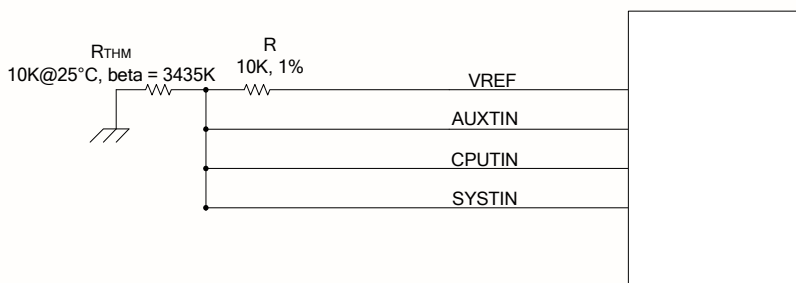 RTHM
10K@25°C, beta = 3435K
R
10K, 1%
VREF
AUXTIN
CPUTIN
SYSTIN